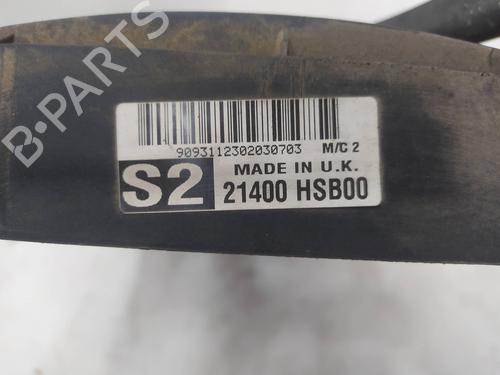 B-PARTS
9093112302030703 M/C 2
S2
MADE IN U.K.
21400 HSB00